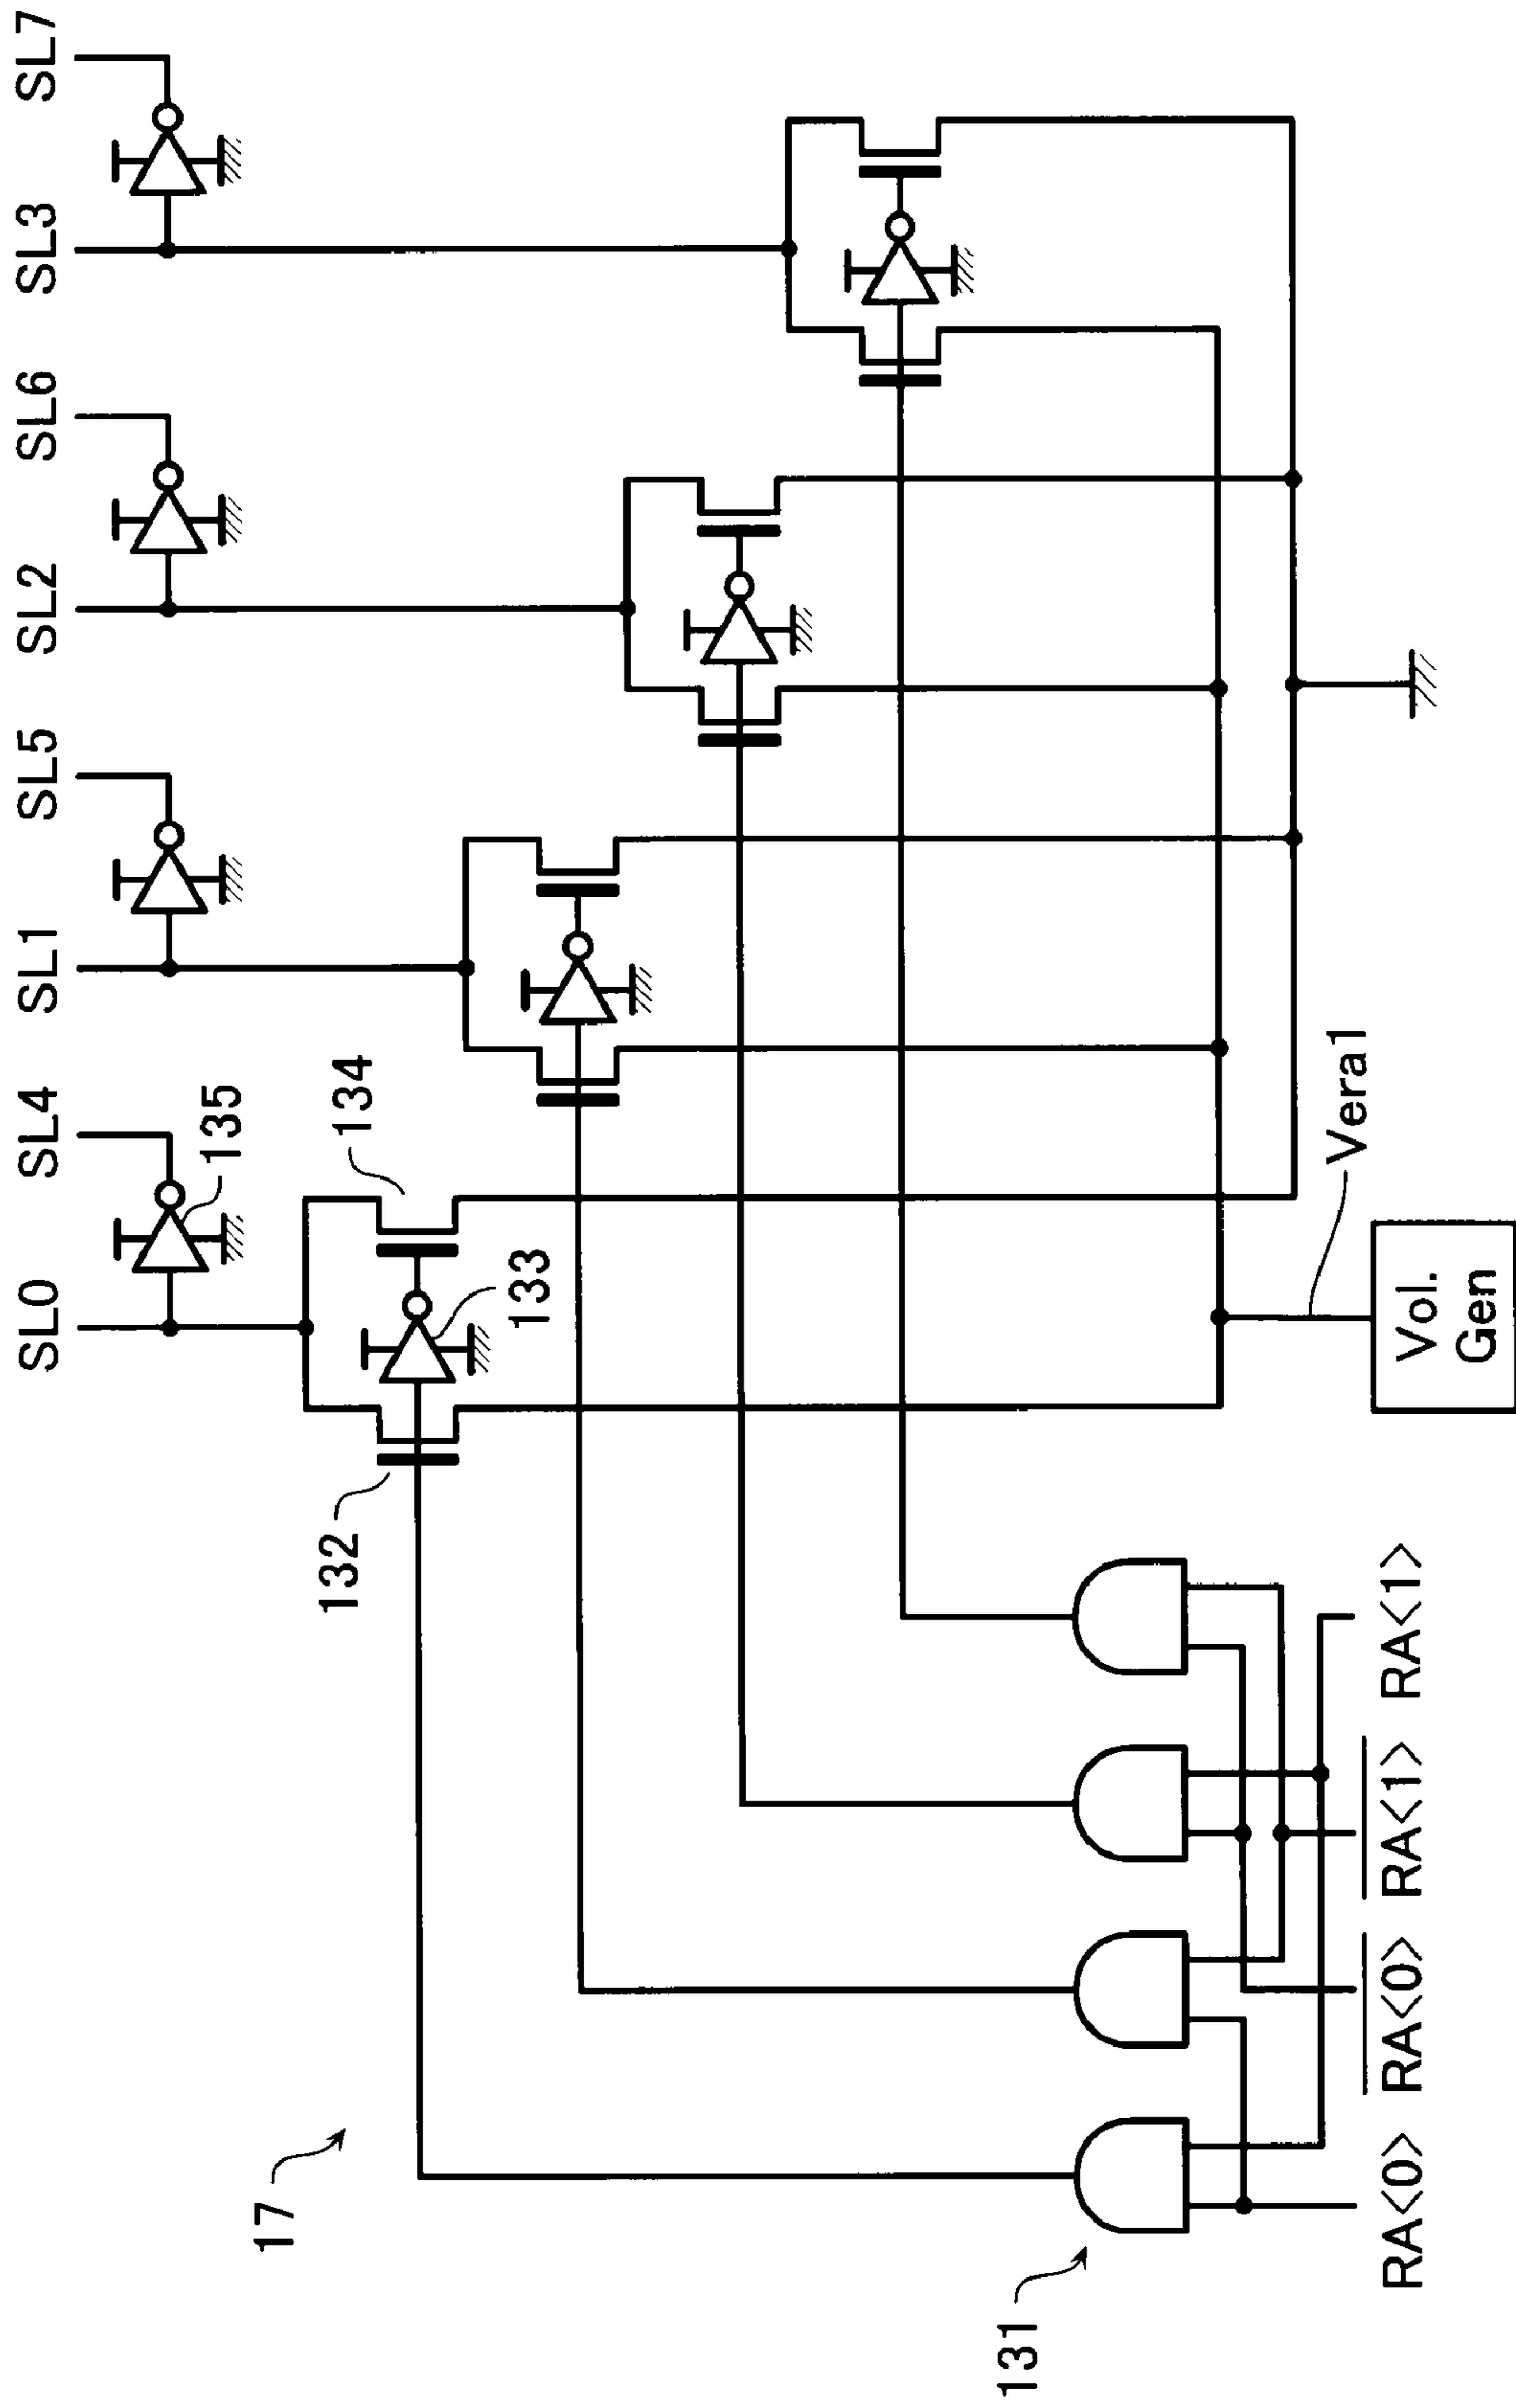 SL0
SL4
SL1
SL5
SL2
SL6
SL3
SL7
135
134
132
133
17
131
Vera1
Vol.
Gen
RA<0>
RA<0>
RA<1>
RA<1>